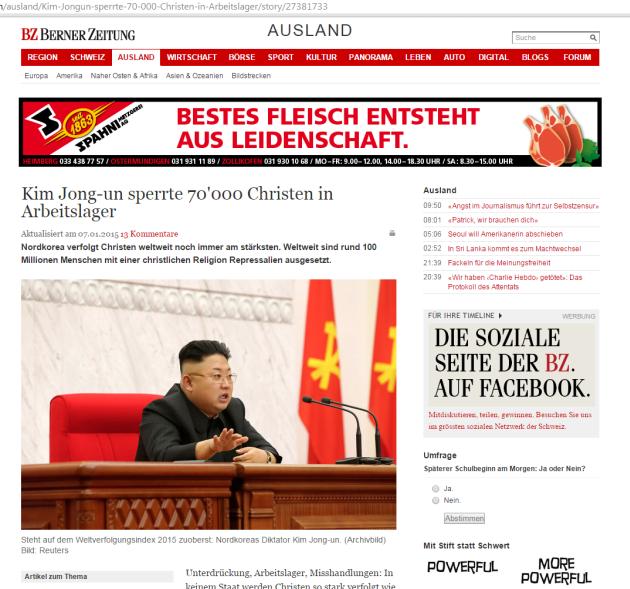 /ausland/Kim-Jongun-sperrte-70-000-Christen-in-Arbeitslager/story/27381733
BZ BERNER ZEITUNG
AUSLAND
Suche
REGION SCHWEIZ AUSLAND WIRTSCHAFT BÖRSE SPORT KULTUR PANORAMA LEBEN AUTO DIGITAL BLOGS FORUM
Europa Amerika Naher Osten & Afrika Asien & Ozeanien Bildstrecken
seit 1863
SPAHNI METZGEREI AG
BESTES FLEISCH ENTSTEHT
AUS LEIDENSCHAFT.
HEIMBERG 033 438 77 57 / OSTERMUNDIGEN 031 931 11 89 / ZOLLIKOFEN 031 930 10 68 / MO – FR: 9.00– 12.00, 14.00 – 18.30 UHR / SA: 8.30 – 15.00 UHR
Kim Jong-un sperrte 70'000 Christen in
Arbeitslager
Aktualisiert am 07.01.2015 13 Kommentare
Nordkorea verfolgt Christen weltweit noch immer am stärksten. Weltweit sind rund 100
Millionen Menschen mit einer christlichen Religion Repressalien ausgesetzt.
Steht auf dem Weltverfolgungsindex 2015 zuoberst: Nordkoreas Diktator Kim Jong-un. (Archivbild)
Bild: Reuters
Artikel zum Thema
Unterdrückung, Arbeitslager, Misshandlungen: In
keinem Staat werden Christen so stark verfolgt wie
Ausland
09:50 «Angst im Journalismus führt zur Selbstzensur»
08:01 «Patrick, wir brauchen dich»
05:06 Seoul will Amerikanerin abschieben
02:52 In Sri Lanka kommt es zum Machtwechsel
21:39 Fackeln für die Meinungsfreiheit
20:39 «Wir haben ‹Charlie Hebdo› getötet»: Das
Protokoll des Attentats
FÜR IHRE TIMELINE
WERBUNG
DIE SOZIALE
SEITE DER BZ.
AUF FACEBOOK.
Mitdiskutieren, teilen, gewinnen. Besuchen Sie uns
im grössten sozialen Netzwerk der Schweiz.
Umfrage
Späterer Schulbeginn am Morgen: Ja oder Nein?
Ja.
Nein.
Abstimmen
Mit Stift statt Schwert
POWERFUL
MORE
POWERFUL